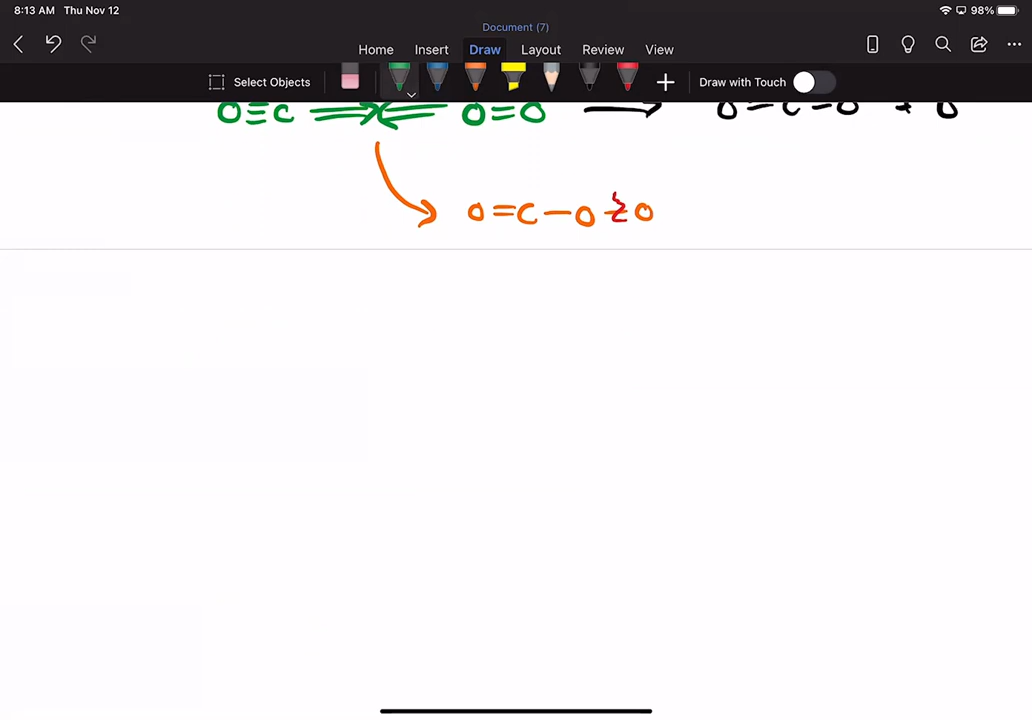 8:13 AM Thu Nov 12 98%
Document (7)
Home Insert Draw Layout Review View
Select Objects Draw with Touch
O≡C O=O → O=C=O + O
O=C–O–O